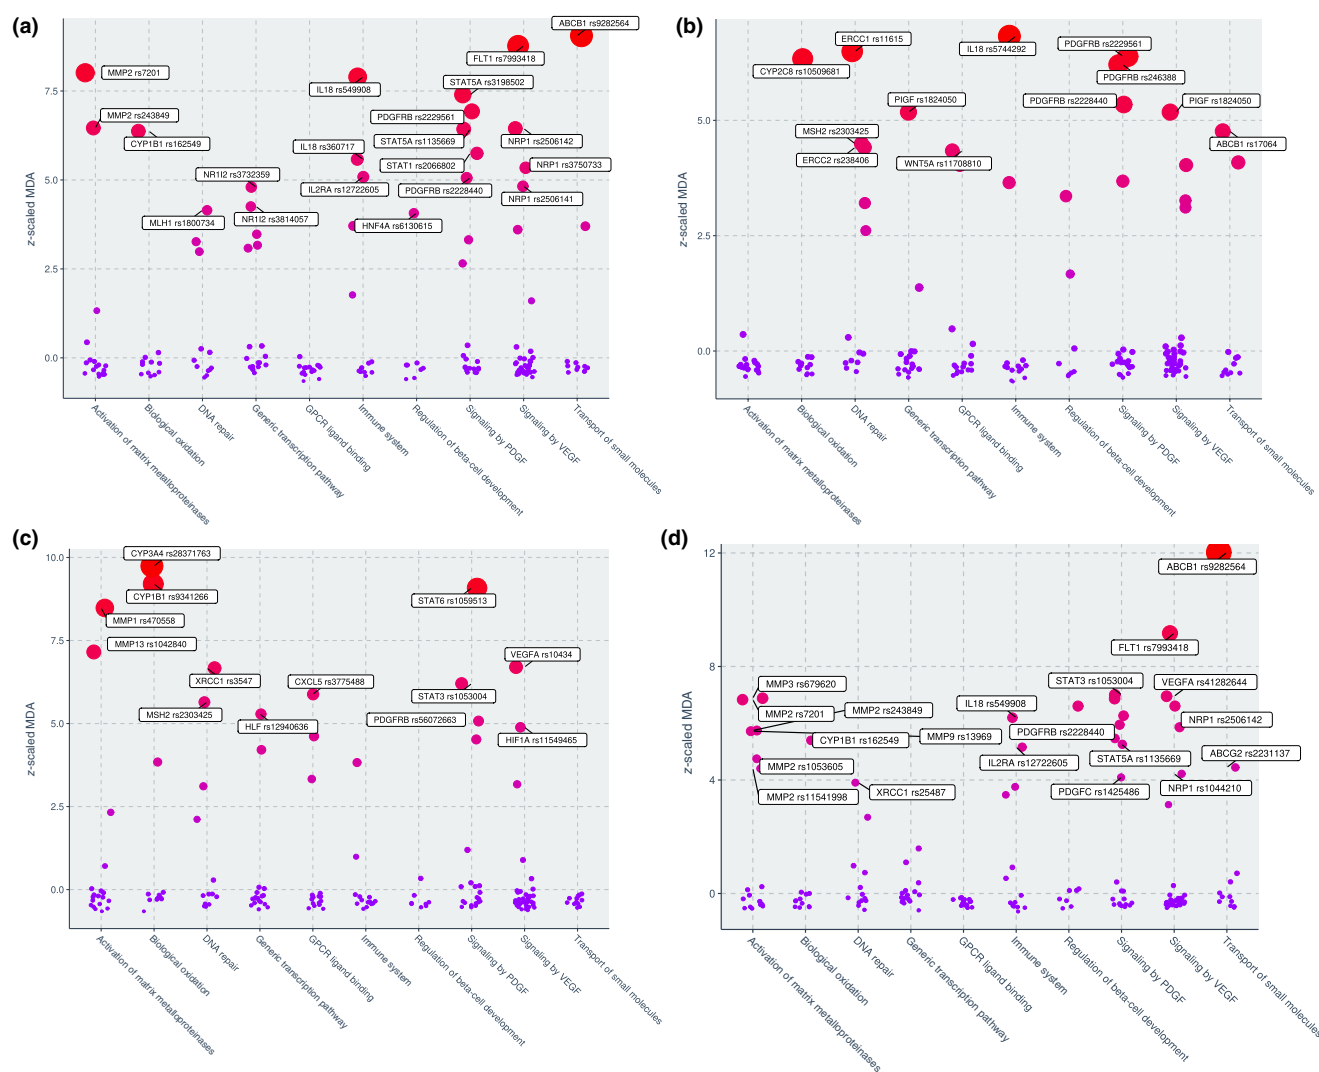 (a)
ABCB1 rs9282564
FLT1 rs7993418
MMP2 rs7201
IL18 rs549908
STAT5A rs3198502
MMP2 rs243849
PDGFRB rs2229561
CYP1B1 rs162549
STAT5A rs1135669
NRP1 rs2506142
IL18 rs360717
STAT1 rs2066802
NRP1 rs3750733
NR1I2 rs3732359
IL2RA rs12722605
PDGFRB rs2228440
NRP1 rs2506141
MLH1 rs1800734
NR1I2 rs3814057
HNF4A rs6130615
z-scaled MDA
7.5
5.0
2.5
0.0
Activation of matrix metalloproteinases
Biological oxidation
DNA repair
Generic transcription pathway
GPCR ligand binding
Immune system
Regulation of beta-cell development
Signaling by PDGF
Signaling by VEGF
Transport of small molecules
(b)
ERCC1 rs11615
IL18 rs5744292
PDGFRB rs2229561
CYP2C8 rs10509681
PDGFRB rs246388
PIGF rs1824050
PDGFRB rs2228440
PIGF rs1824050
MSH2 rs2303425
ERCC2 rs238406
WNT5A rs11708810
ABCB1 rs17064
z-scaled MDA
5.0
2.5
0.0
Activation of matrix metalloproteinases
Biological oxidation
DNA repair
Generic transcription pathway
GPCR ligand binding
Immune system
Regulation of beta-cell development
Signaling by PDGF
Signaling by VEGF
Transport of small molecules
(c)
CYP3A4 rs28371763
CYP1B1 rs9341266
STAT6 rs1059513
MMP1 rs470558
MMP13 rs1042840
VEGFA rs10434
XRCC1 rs3547
CXCL5 rs3775488
STAT3 rs1053004
MSH2 rs2303425
HLF rs12940636
PDGFRB rs56072663
HIF1A rs11549465
z-scaled MDA
10.0
7.5
5.0
2.5
0.0
Activation of matrix metalloproteinases
Biological oxidation
DNA repair
Generic transcription pathway
GPCR ligand binding
Immune system
Regulation of beta-cell development
Signaling by PDGF
Signaling by VEGF
Transport of small molecules
(d)
ABCB1 rs9282564
FLT1 rs7993418
MMP3 rs679620
STAT3 rs1053004
VEGFA rs41282644
MMP2 rs7201
MMP2 rs243849
IL18 rs549908
NRP1 rs2506142
CYP1B1 rs162549
MMP9 rs13969
PDGFRB rs2228440
ABCG2 rs2231137
MMP2 rs1053605
IL2RA rs12722605
STAT5A rs1135669
MMP2 rs11541998
XRCC1 rs25487
PDGFC rs1425486
NRP1 rs1044210
z-scaled MDA
12
8
4
0
Activation of matrix metalloproteinases
Biological oxidation
DNA repair
Generic transcription pathway
GPCR ligand binding
Immune system
Regulation of beta-cell development
Signaling by PDGF
Signaling by VEGF
Transport of small molecules